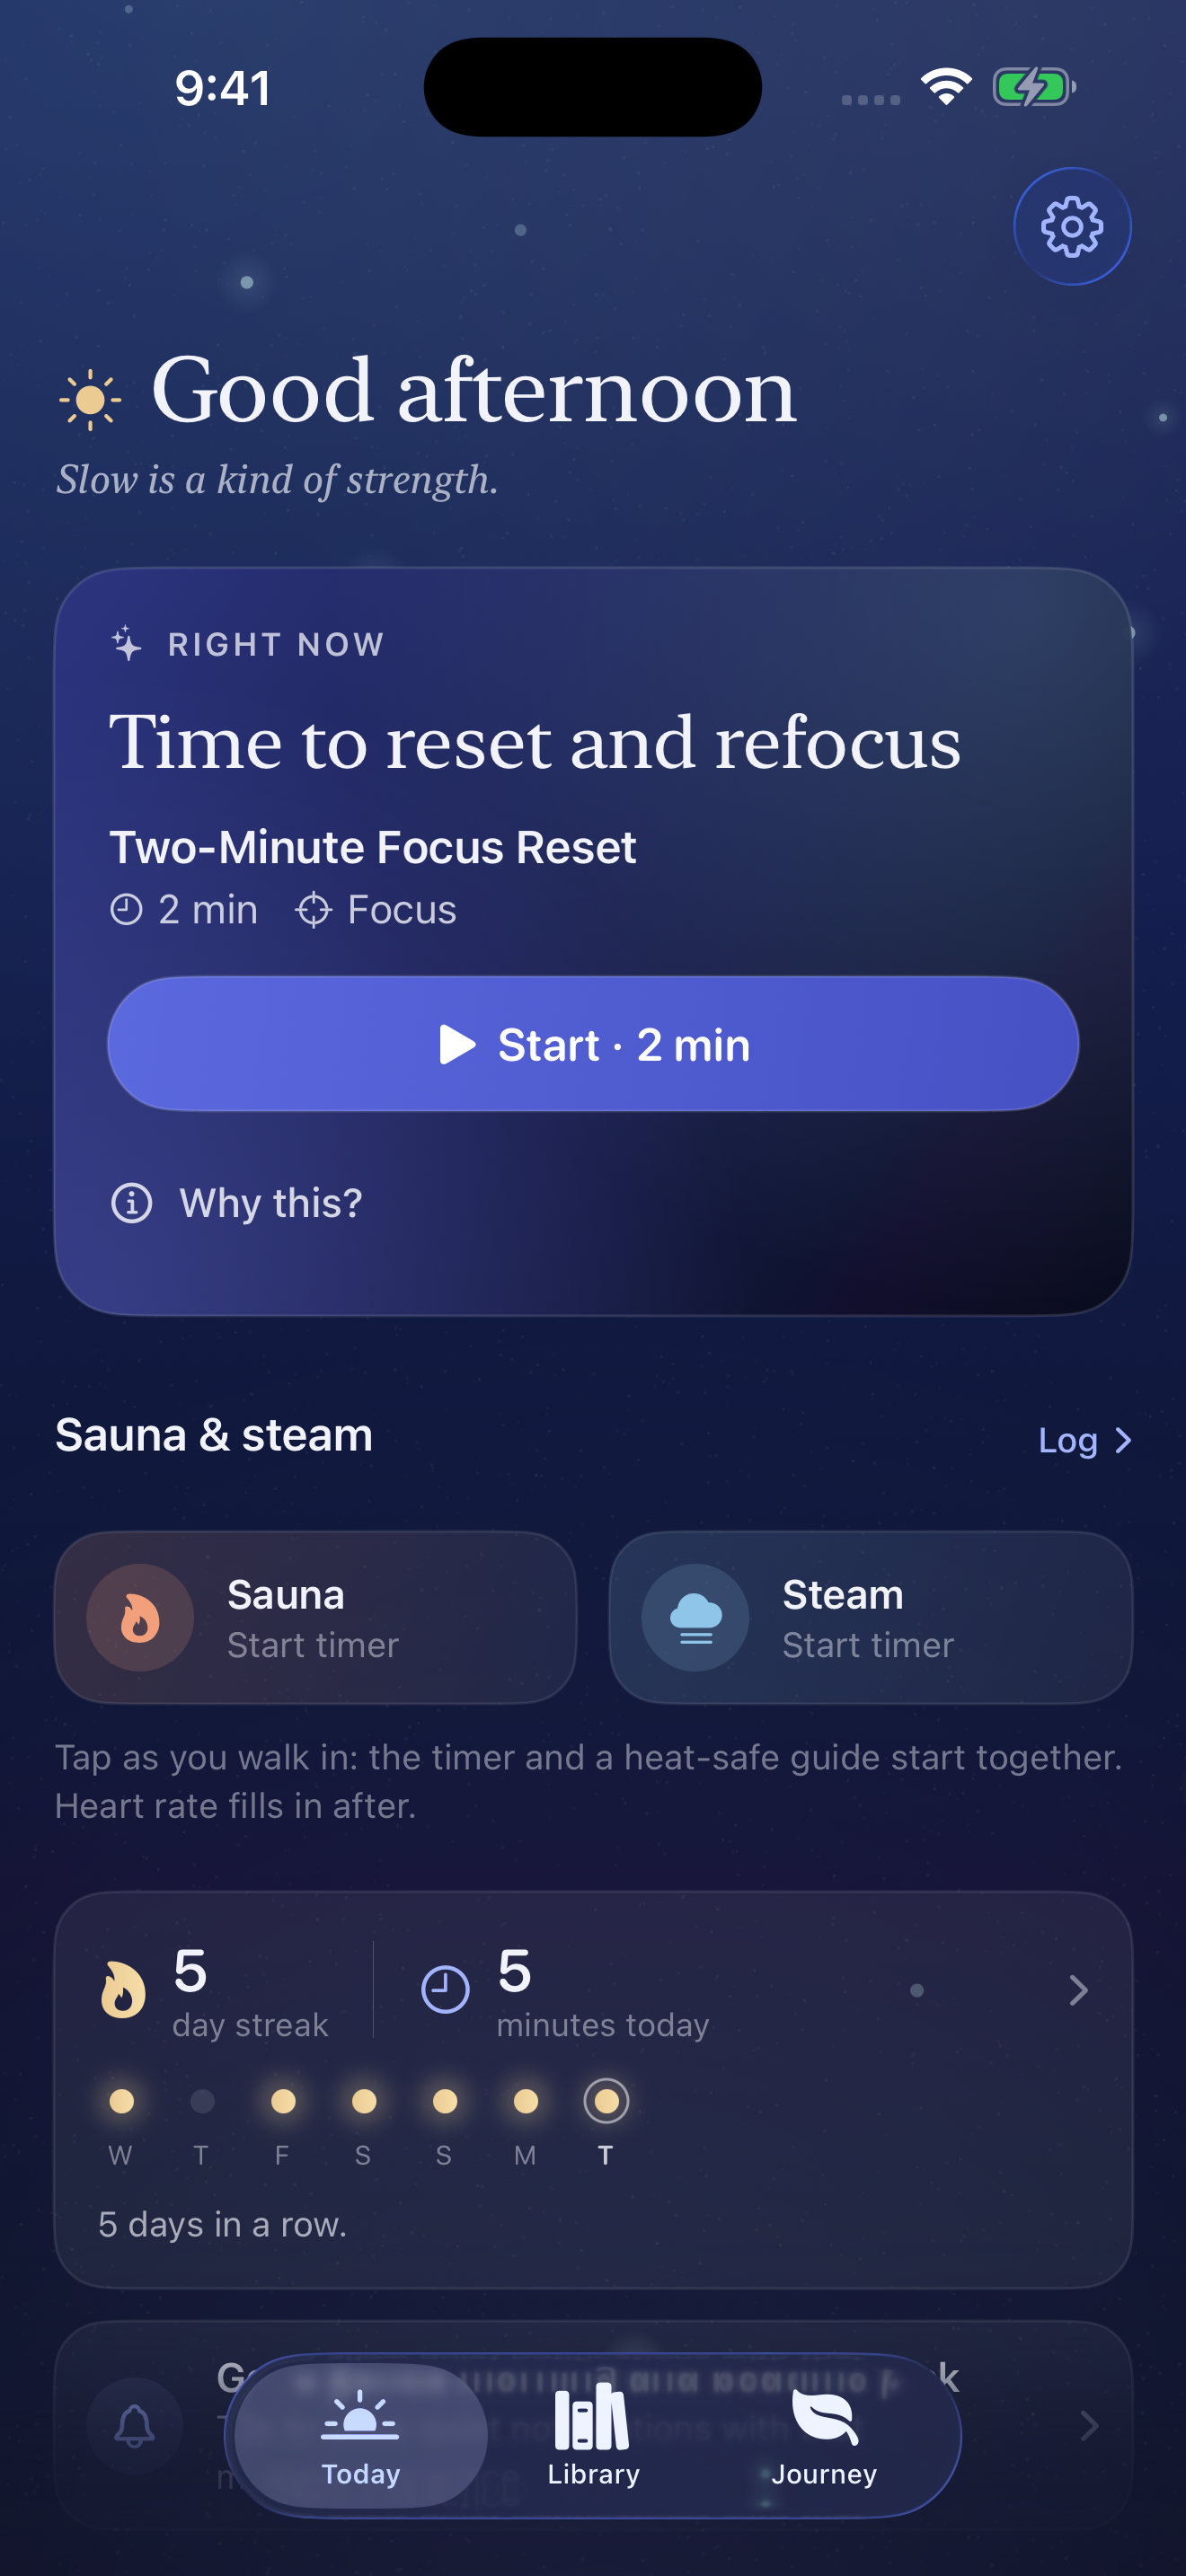 9:41
Good afternoon
Slow is a kind of strength.
RIGHT NOW
Time to reset and refocus
Two-Minute Focus Reset
2 min Focus
Start · 2 min
Why this?
Sauna & steam
Log
Sauna
Start timer
Steam
Start timer
Tap as you walk in: the timer and a heat-safe guide start together.
Heart rate fills in after.
5
day streak
5
minutes today
W T F S S M T
5 days in a row.
Today
Library
Journey